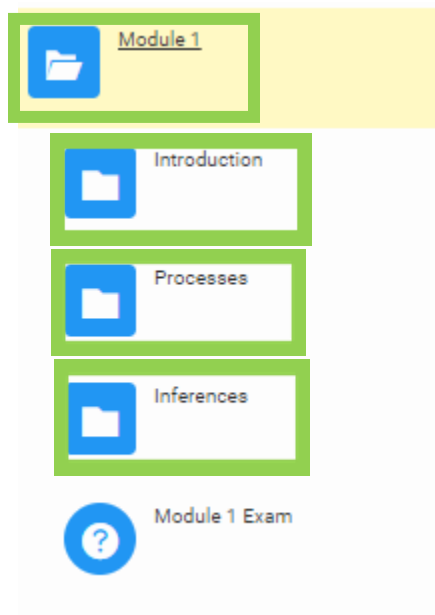 Module 1
Introduction
Processes
Inferences
Module 1 Exam